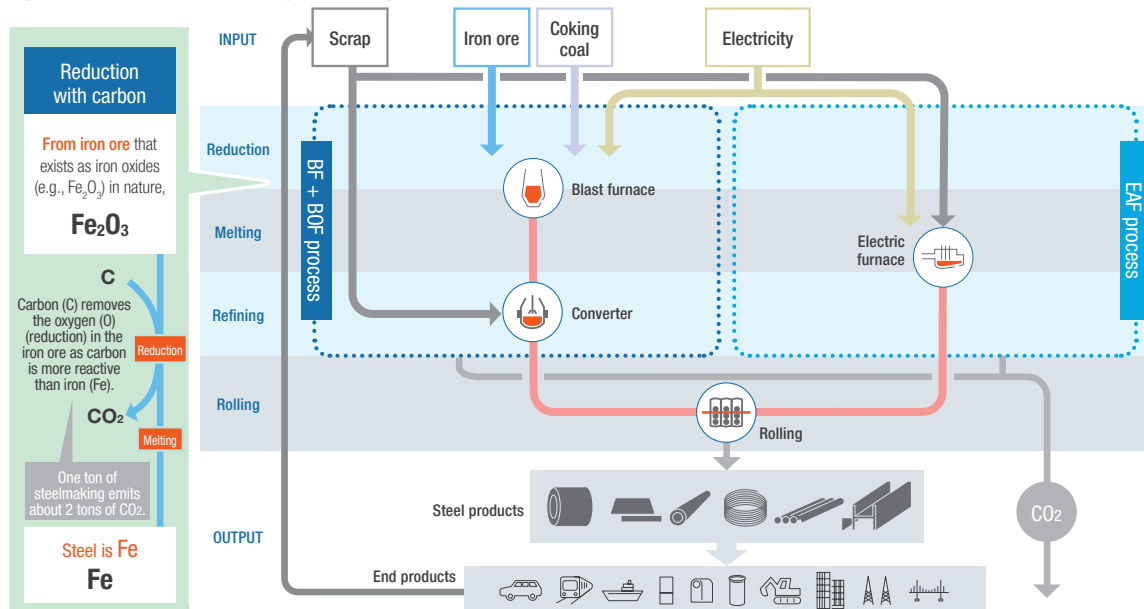 Reduction
with carbon
From iron ore that
exists as iron oxides
(e.g., Fe₂O₃) in nature,
Fe₂O₃
C
Carbon (C) removes
the oxygen (O)
(reduction) in the
iron ore as carbon
is more reactive
than iron (Fe).
Reduction
CO₂
Melting
One ton of
steelmaking emits
about 2 tons of CO₂.
Steel is Fe
Fe
INPUT
Scrap
Iron ore
Coking
coal
Electricity
Reduction
Melting
Refining
Rolling
OUTPUT
BF + BOF process
Blast furnace
Converter
Electric
furnace
EAF process
Rolling
Steel products
CO₂
End products